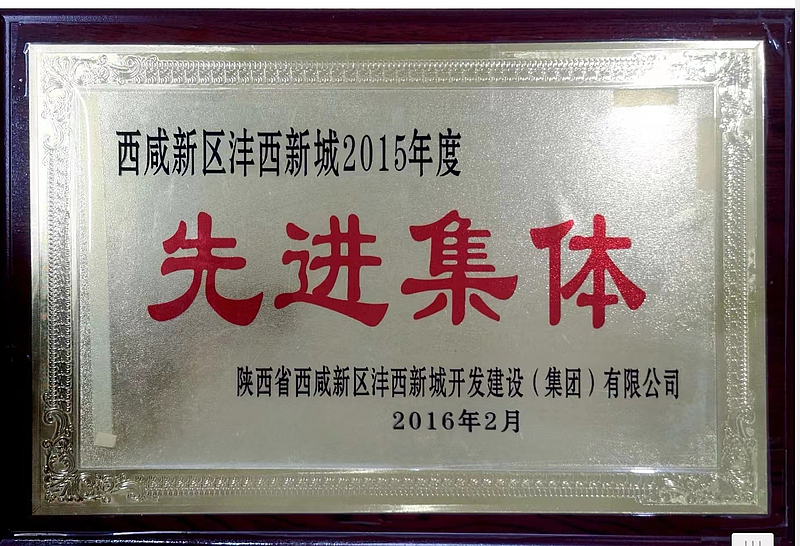 西咸新区沣西新城2015年度
先进集体
陕西省西咸新区沣西新城开发建设（集团）有限公司
2016年2月